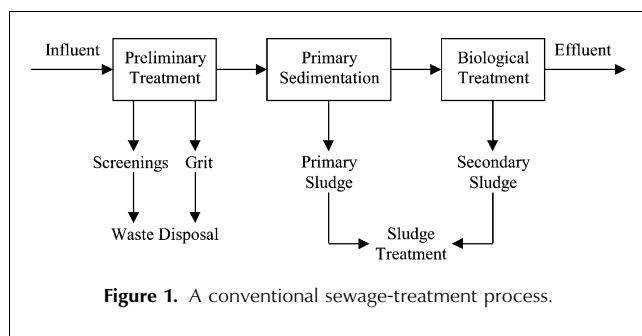 Influent
Preliminary
Treatment
Primary
Sedimentation
Biological
Treatment
Effluent
Screenings
Grit
Primary
Sludge
Secondary
Sludge
Waste Disposal
Sludge
Treatment
Figure 1. A conventional sewage-treatment process.